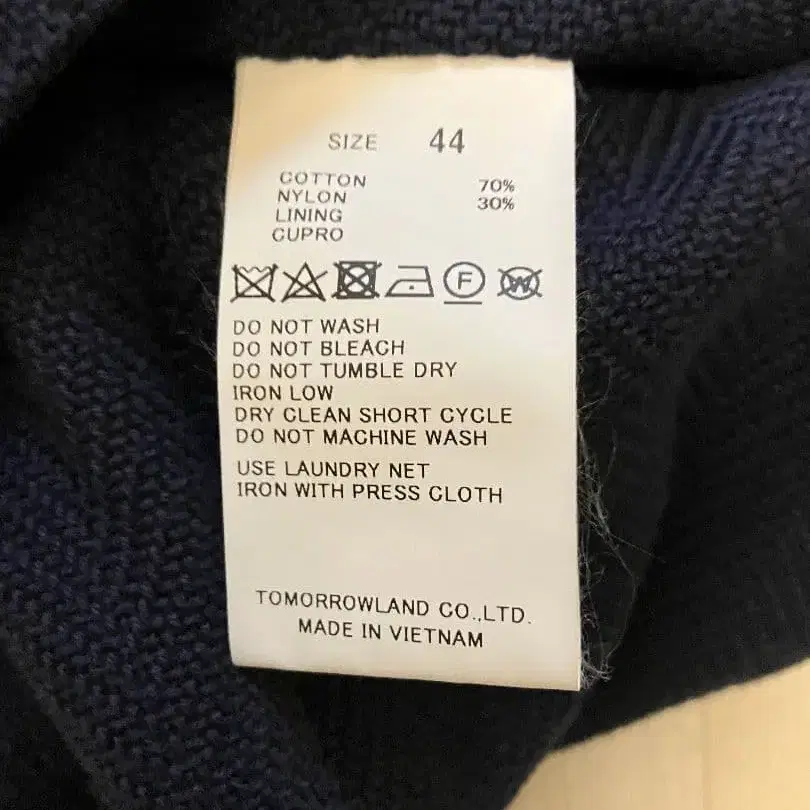 SIZE 44
COTTON 70%
NYLON 30%
LINING
CUPRO
F W
DO NOT WASH
DO NOT BLEACH
DO NOT TUMBLE DRY
IRON LOW
DRY CLEAN SHORT CYCLE
DO NOT MACHINE WASH
USE LAUNDRY NET
IRON WITH PRESS CLOTH
TOMORROWLAND CO.,LTD.
MADE IN VIETNAM